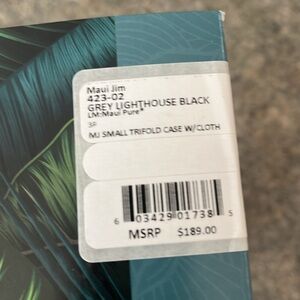 Maui Jim
423-02
GREY LIGHTHOUSE BLACK
LM:Maui Pure®
3F
MJ SMALL TRIFOLD CASE W/CLOTH
6 03429 01738 5
MSRP $189.00